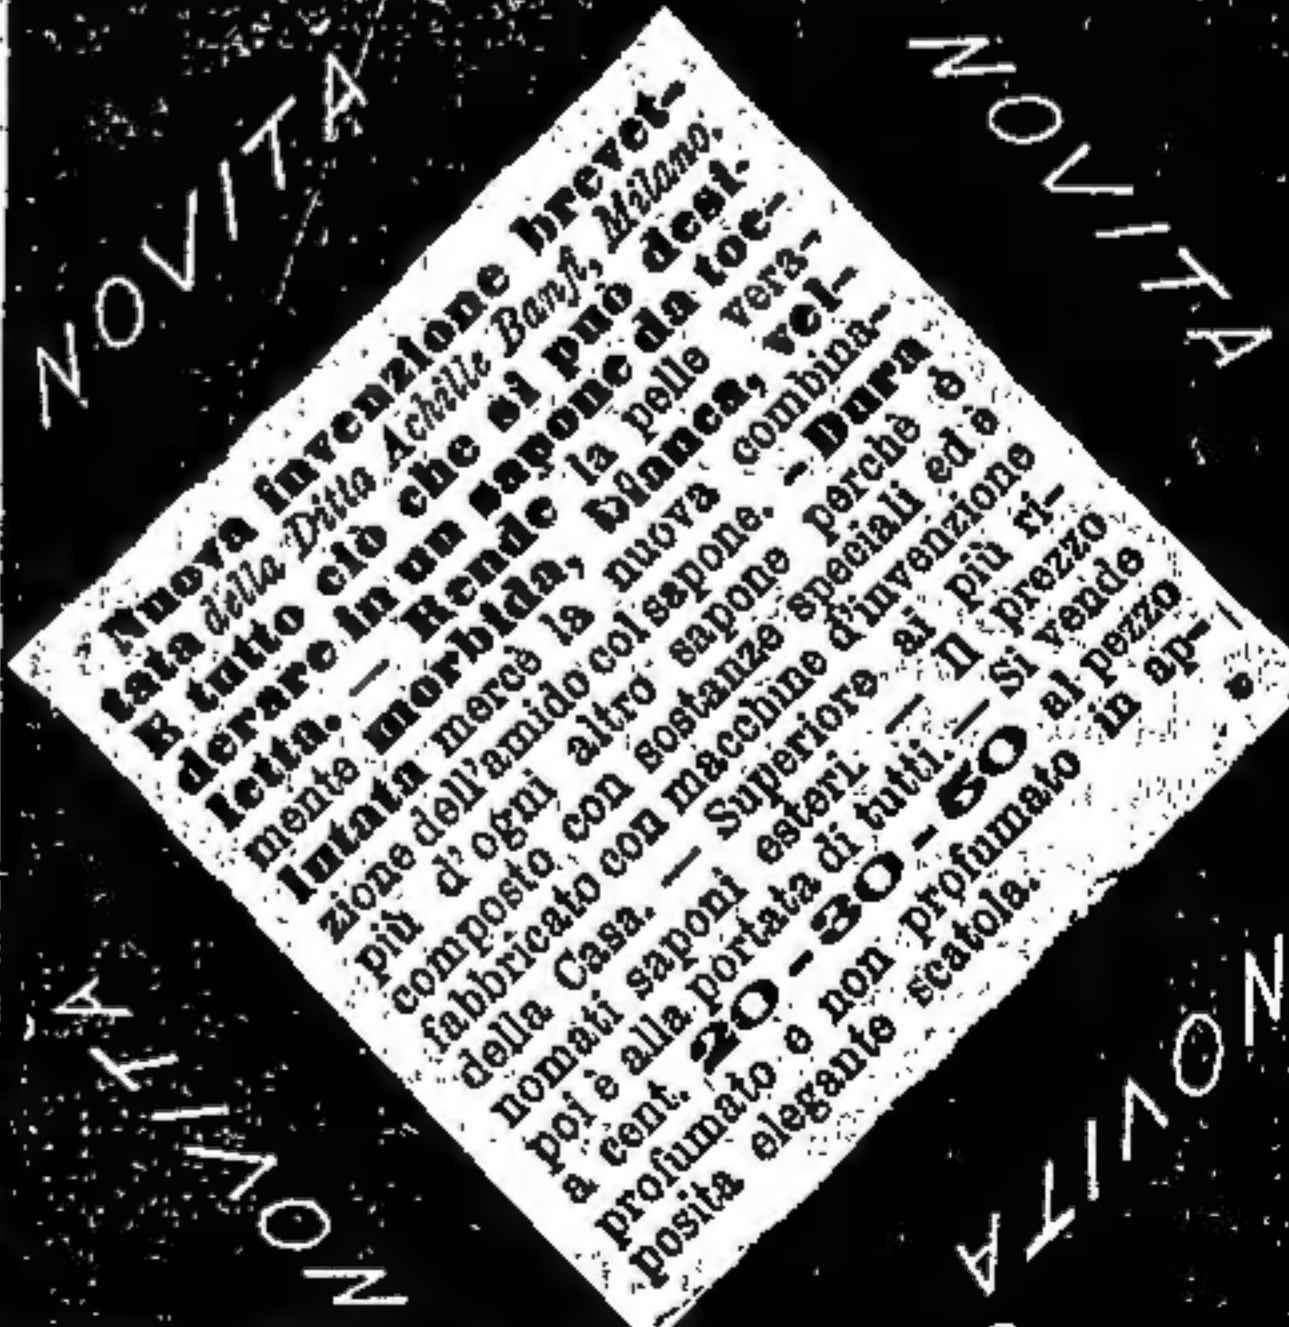 NOVITA
NOVITA
Nuova invenzione brevet-
tata della Ditta Achille Banfi, Milano.
È tutto ciò che si può desi-
derare in un sapone da toe-
letta. — Rende la pelle vera-
mente morbida, bianca, vel-
lutata mercè la nuova combina-
zione dell'amido col sapone. - Dura
più d'ogni altro sapone perchè è
composto con sostanze speciali ed è
fabbricato con macchine d'invenzione
della Casa. — Superiore ai più ri-
nomati saponi esteri. — Il prezzo
poi è alla portata di tutti. — Si vende
a cent. 20 - 30 - 50 al pezzo
profumato e non profumato in ap-
posita elegante scatola.
NOVITA
NOVITA